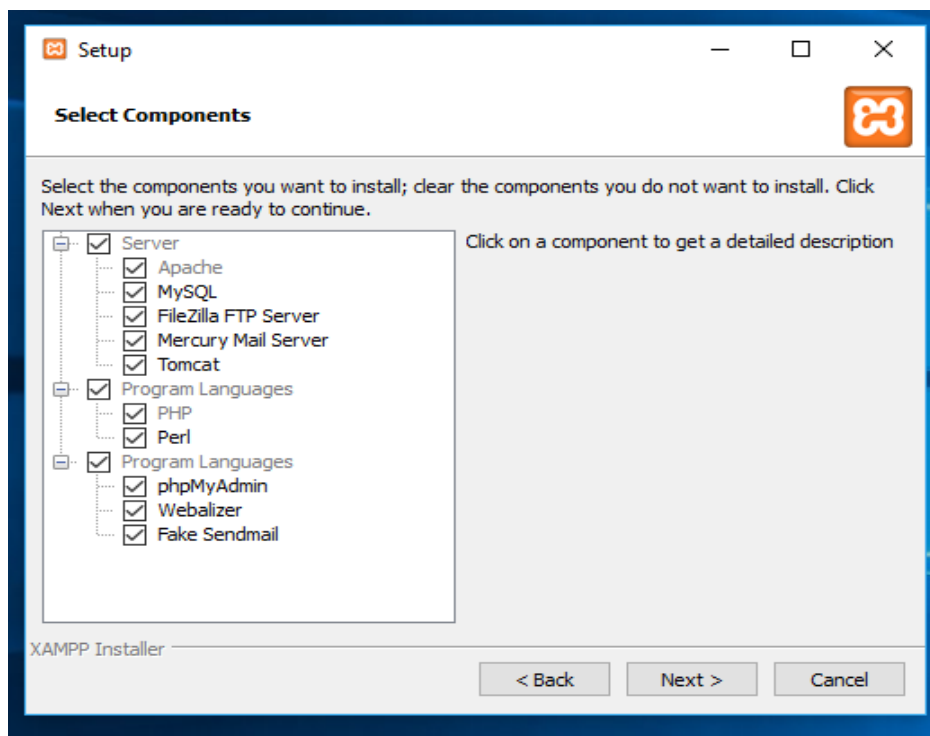 Setup
Select Components
Select the components you want to install; clear the components you do not want to install. Click
Next when you are ready to continue.
Server
Apache
MySQL
FileZilla FTP Server
Mercury Mail Server
Tomcat
Program Languages
PHP
Perl
Program Languages
phpMyAdmin
Webalizer
Fake Sendmail
Click on a component to get a detailed description
XAMPP Installer
< Back
Next >
Cancel